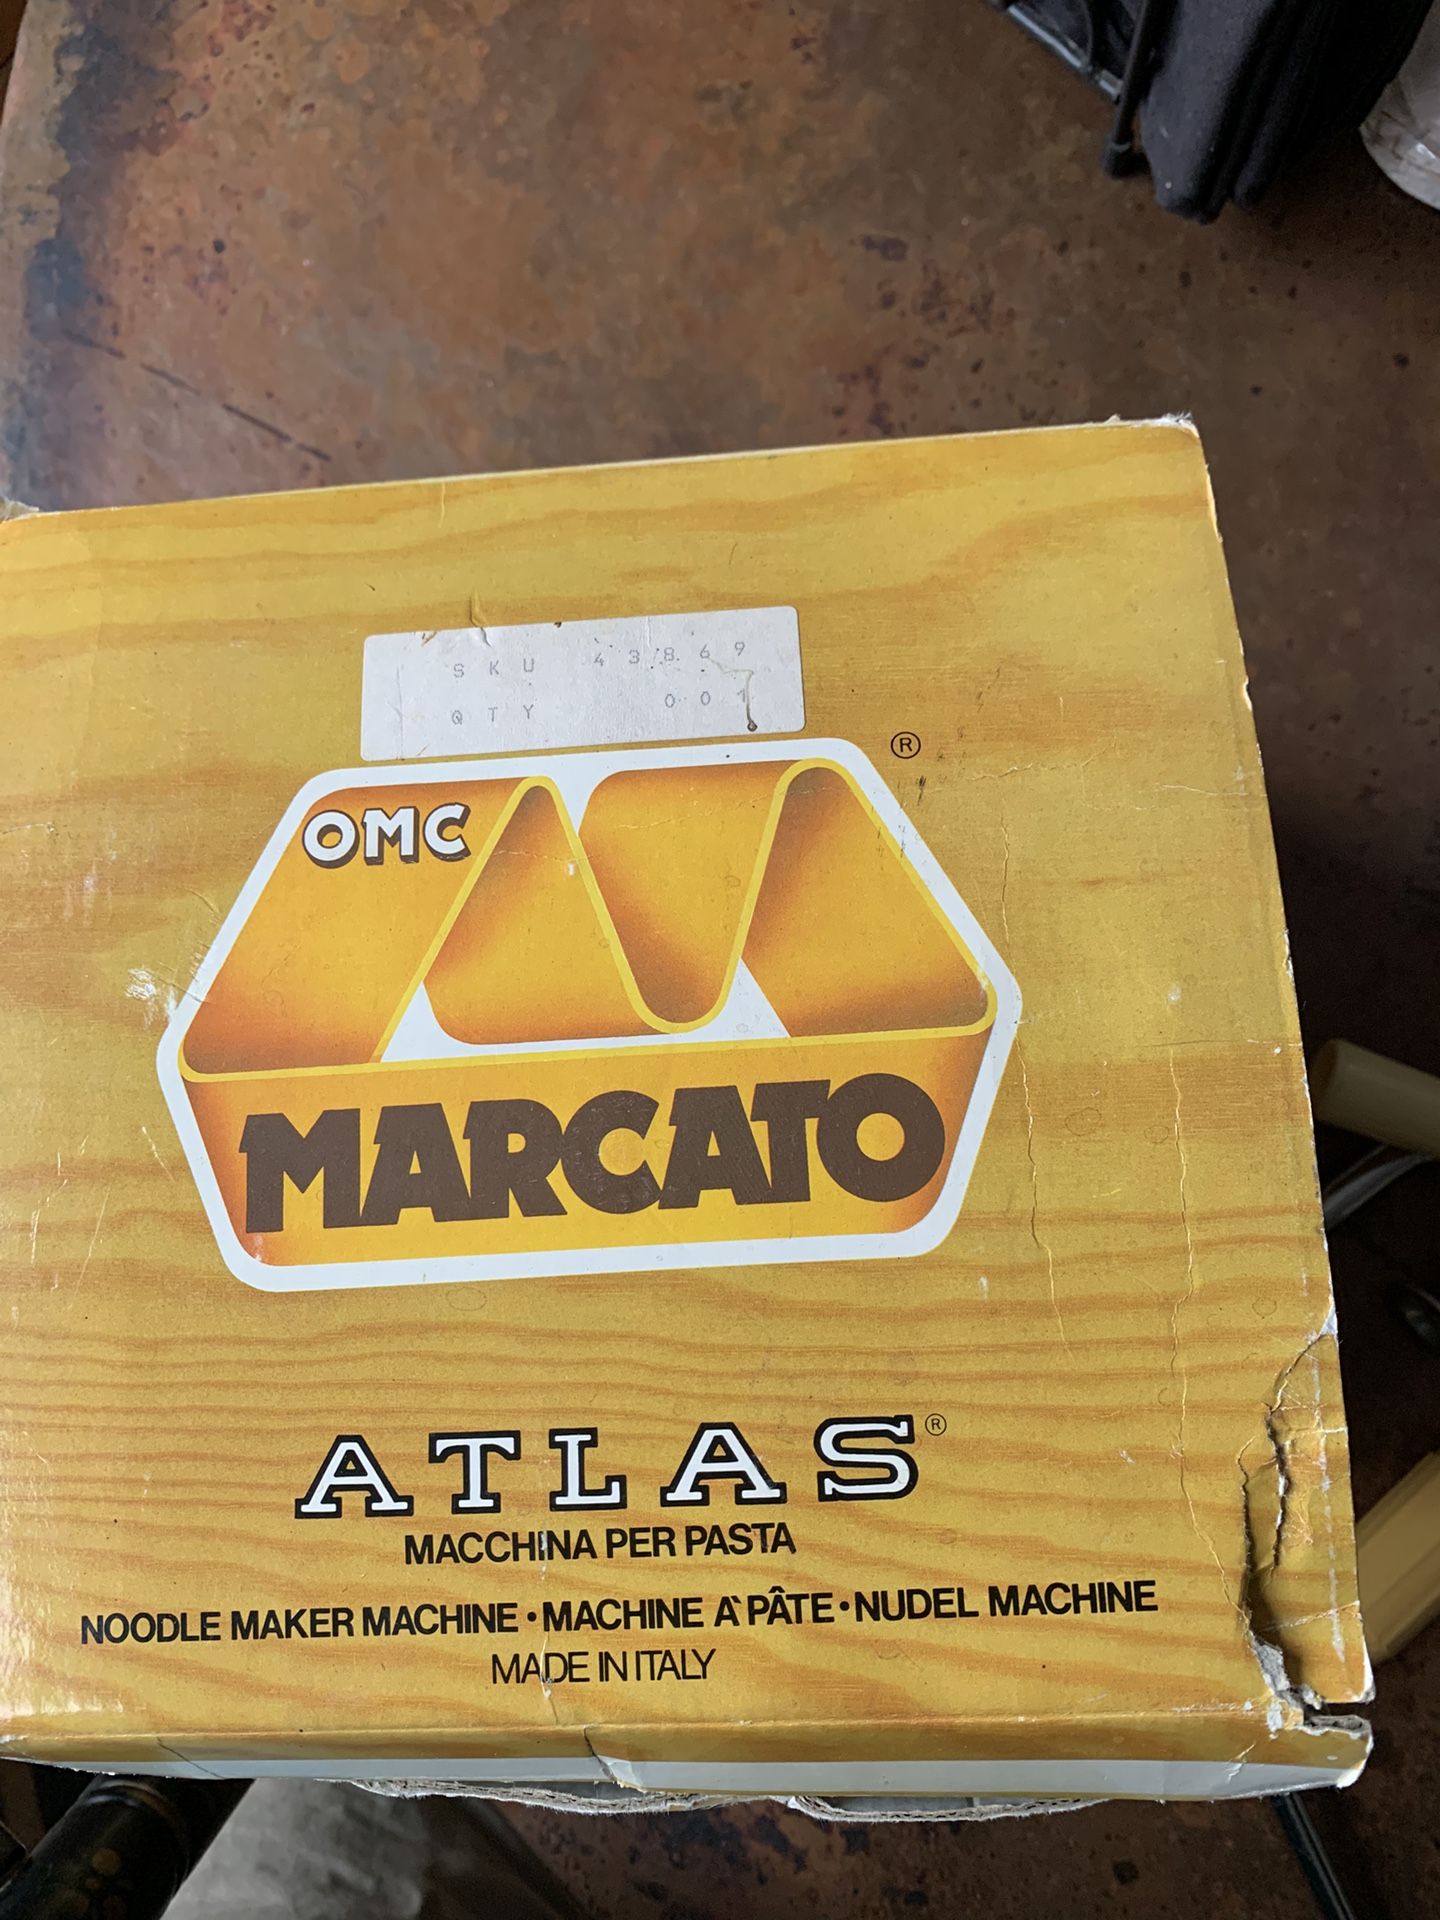 SKU 43869
QTY 001
®
OMC
MARCATO
ATLAS®
MACCHINA PER PASTA
NOODLE MAKER MACHINE • MACHINE A` PÂTE • NUDEL MACHINE
MADE IN ITALY